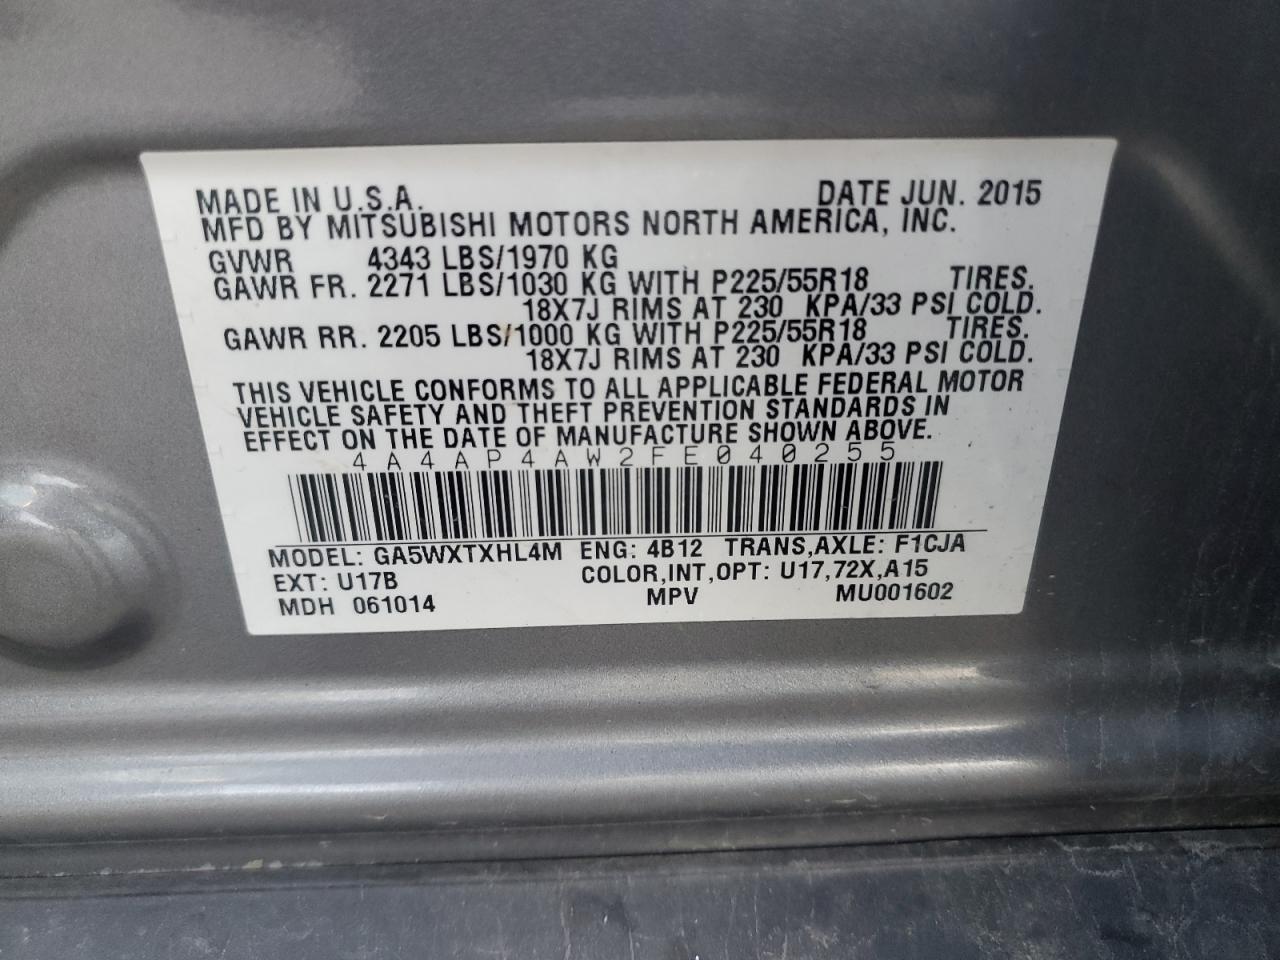 MADE IN U.S.A. DATE JUN. 2015
MFD BY MITSUBISHI MOTORS NORTH AMERICA, INC.
GVWR 4343 LBS/1970 KG
GAWR FR. 2271 LBS/1030 KG WITH P225/55R18 TIRES.
18X7J RIMS AT 230 KPA/33 PSI COLD.
GAWR RR. 2205 LBS/1000 KG WITH P225/55R18 TIRES.
18X7J RIMS AT 230 KPA/33 PSI COLD.
THIS VEHICLE CONFORMS TO ALL APPLICABLE FEDERAL MOTOR
VEHICLE SAFETY AND THEFT PREVENTION STANDARDS IN
EFFECT ON THE DATE OF MANUFACTURE SHOWN ABOVE.
4A4AP4AW2FE040255
MODEL: GA5WXTXHL4M ENG: 4B12 TRANS,AXLE: F1CJA
EXT: U17B COLOR,INT,OPT: U17,72X,A15
MDH 061014 MPV MU001602